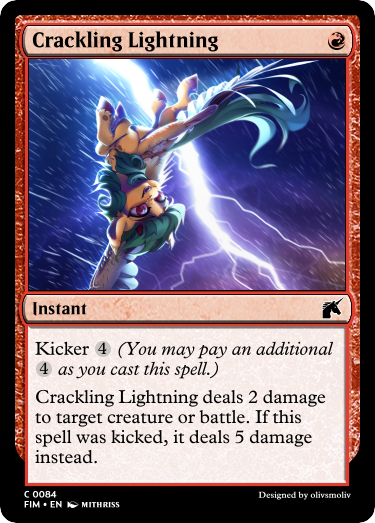 Crackling Lightning
Instant
Kicker 4 (You may pay an additional
4 as you cast this spell.)
Crackling Lightning deals 2 damage
to target creature or battle. If this
spell was kicked, it deals 5 damage
instead.
C 0084
FIM • EN MITHRISS
Designed by olivsmoliv